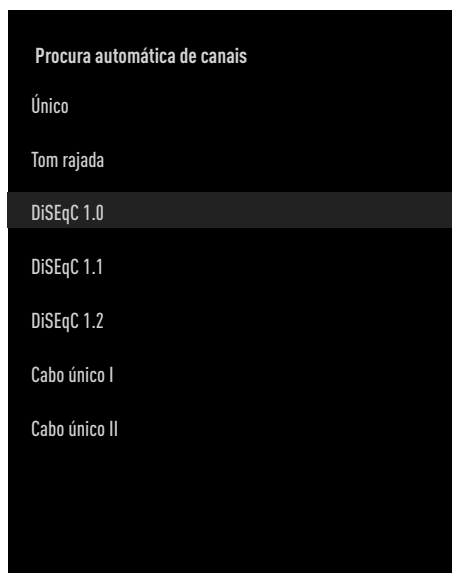 Procura automática de canais
Único
Tom rajada
DiSEqC 1.0
DiSEqC 1.1
DiSEqC 1.2
Cabo único I
Cabo único II